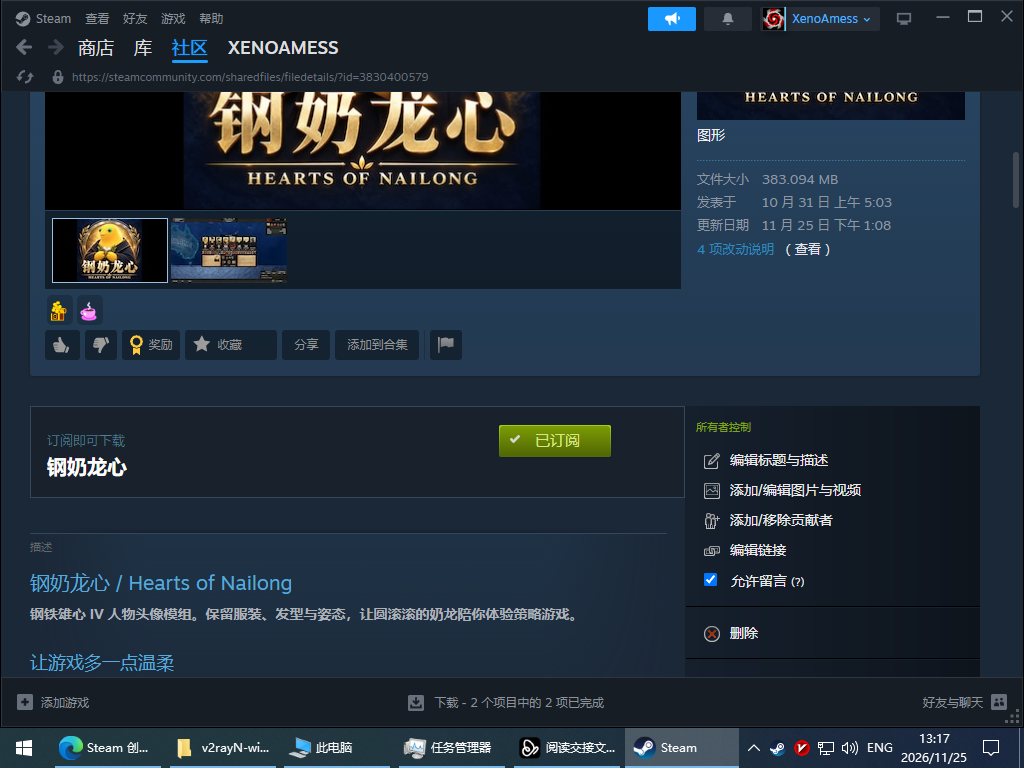 Steam 查看 好友 游戏 帮助
XenoAmess
商店 库 社区 XENOAMESS
https://steamcommunity.com/sharedfiles/filedetails/?id=3830400579
钢奶龙心
HEARTS OF NAILONG
HEARTS OF NAILONG
图形
文件大小 383.094 MB
发表于 10 月 31 日 上午 5:03
更新日期 11 月 25 日 下午 1:08
4 项改动说明 ( 查看 )
钢奶龙心
HEARTS OF NAILONG
奖励 收藏 分享 添加到合集
订阅即可下载
钢奶龙心
已订阅
所有者控制
编辑标题与描述
添加/编辑图片与视频
添加/移除贡献者
编辑链接
允许留言 (?)
删除
描述
钢奶龙心 / Hearts of Nailong
钢铁雄心 IV 人物头像模组。保留服装、发型与姿态，让圆滚滚的奶龙陪你体验策略游戏。
让游戏多一点温柔
添加游戏
下载 - 2 个项目中的 2 项已完成
好友与聊天
Steam 创...
v2rayN-wi...
此电脑
任务管理器
阅读交接文...
Steam
ENG
13:17
2026/11/25